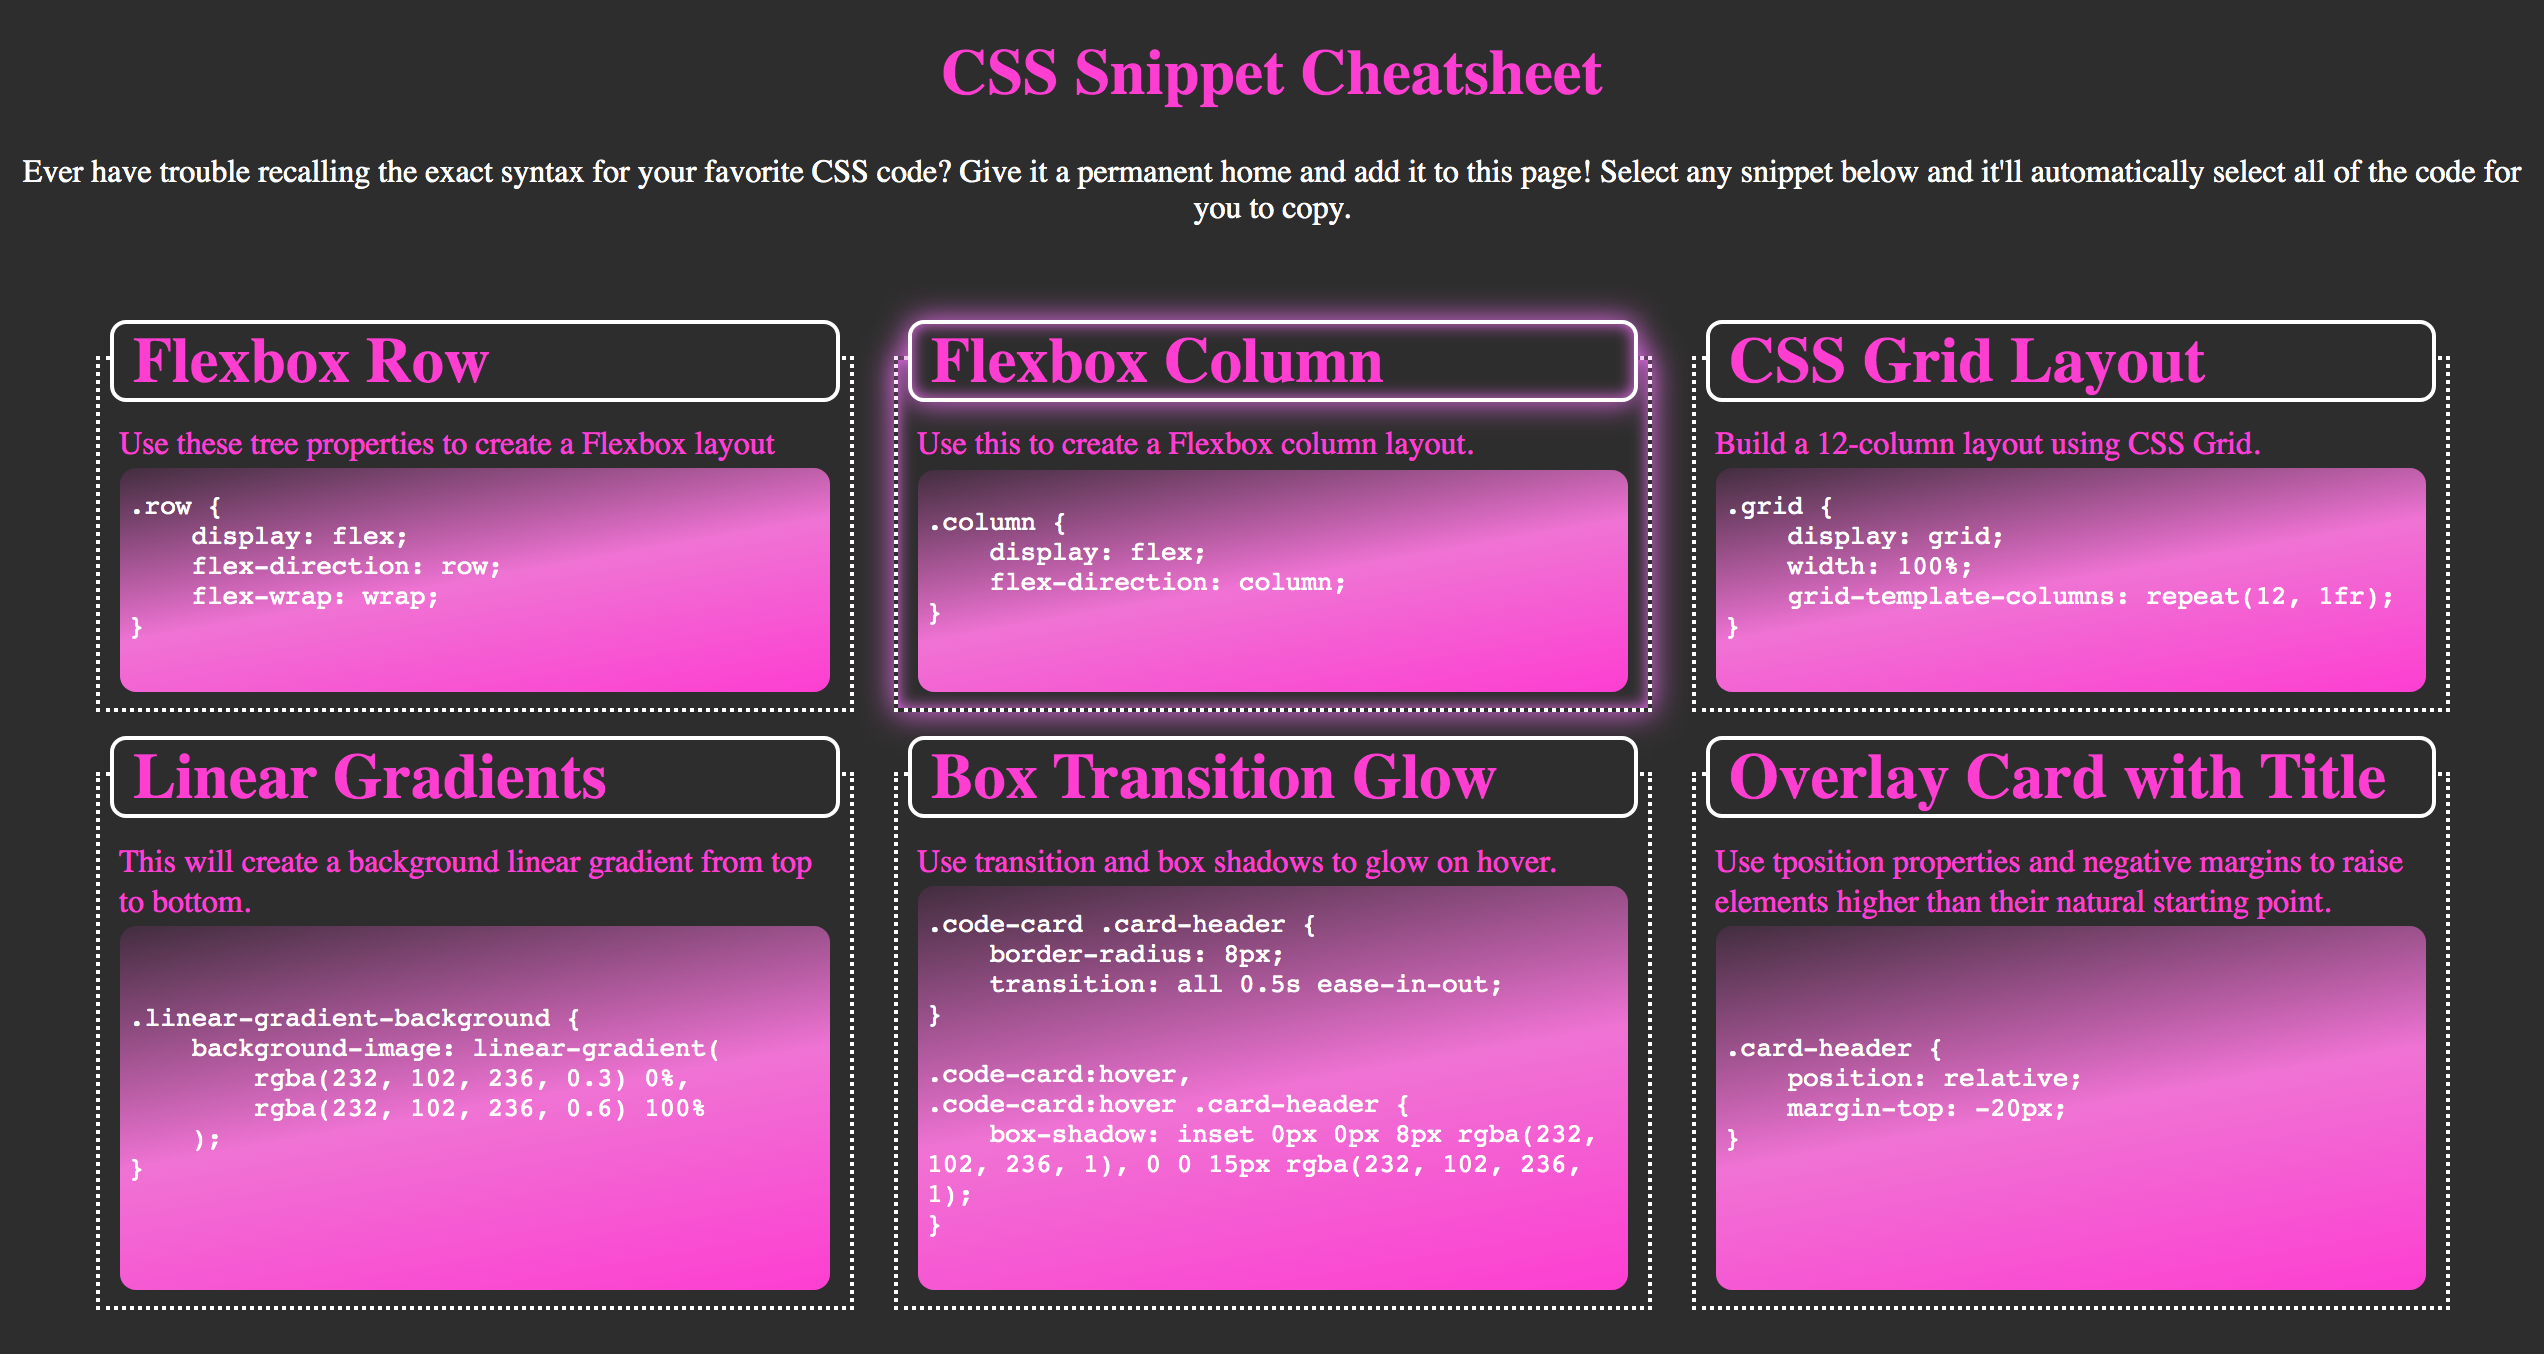 CSS Snippet Cheatsheet
Ever have trouble recalling the exact syntax for your favorite CSS code? Give it a permanent home and add it to this page! Select any snippet below and it'll automatically select all of the code for
you to copy.
Flexbox Row
Use these tree properties to create a Flexbox layout
.row {
    display: flex;
    flex-direction: row;
    flex-wrap: wrap;
}
Flexbox Column
Use this to create a Flexbox column layout.
.column {
    display: flex;
    flex-direction: column;
}
CSS Grid Layout
Build a 12-column layout using CSS Grid.
.grid {
    display: grid;
    width: 100%;
    grid-template-columns: repeat(12, 1fr);
}
Linear Gradients
This will create a background linear gradient from top
to bottom.
.linear-gradient-background {
    background-image: linear-gradient(
        rgba(232, 102, 236, 0.3) 0%,
        rgba(232, 102, 236, 0.6) 100%
    );
}
Box Transition Glow
Use transition and box shadows to glow on hover.
.code-card .card-header {
    border-radius: 8px;
    transition: all 0.5s ease-in-out;
}
.code-card:hover,
.code-card:hover .card-header {
    box-shadow: inset 0px 0px 8px rgba(232,
102, 236, 1), 0 0 15px rgba(232, 102, 236,
1);
}
Overlay Card with Title
Use tposition properties and negative margins to raise
elements higher than their natural starting point.
.card-header {
    position: relative;
    margin-top: -20px;
}